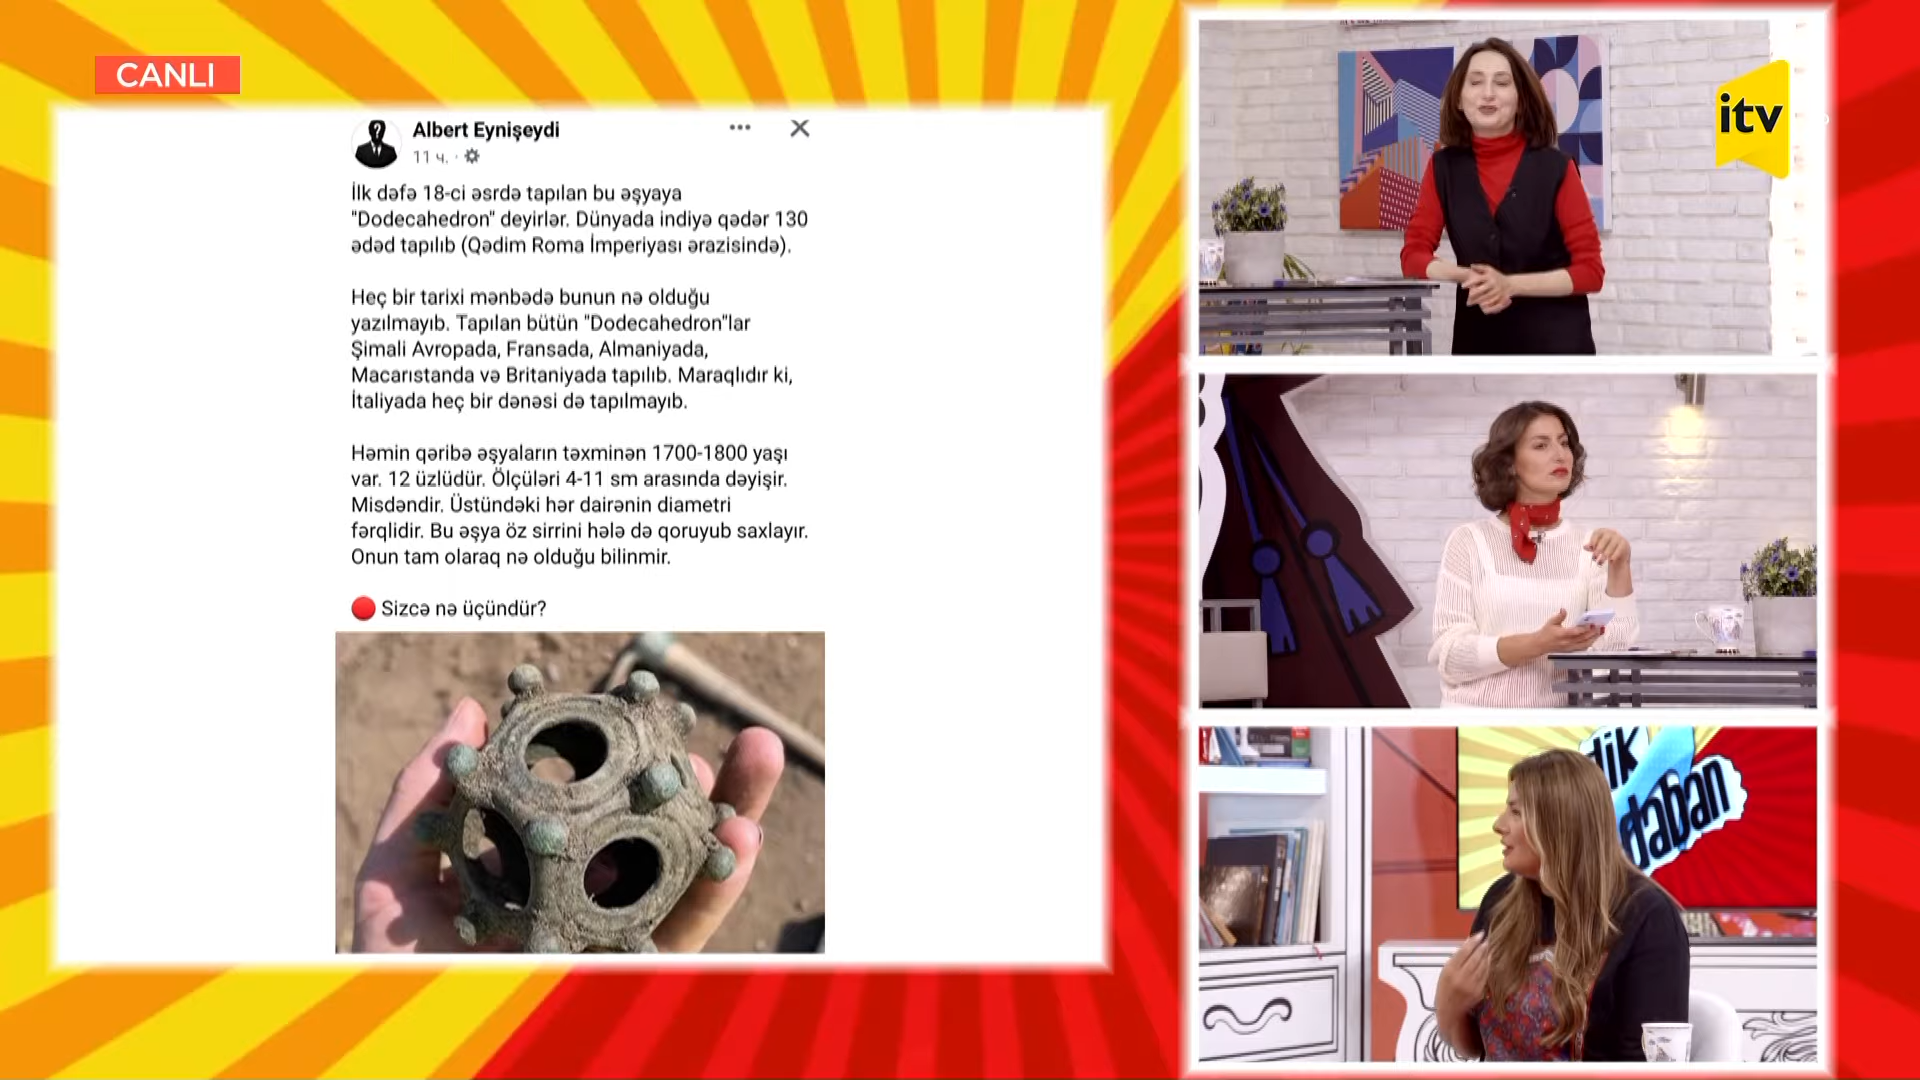 CANLI
Albert Eynişeydi
11 ч.
İlk dəfə 18-ci əsrdə tapılan bu əşyaya
"Dodecahedron" deyirlər. Dünyada indiyə qədər 130
ədəd tapılıb (Qədim Roma İmperiyası ərazisində).
Heç bir tarixi mənbədə bunun nə olduğu
yazılmayıb. Tapılan bütün "Dodecahedron"lar
Şimali Avropada, Fransada, Almaniyada,
Macarıstanda və Britaniyada tapılıb. Maraqlıdır ki,
İtaliyada heç bir dənəsi də tapılmayıb.
Həmin qəribə əşyaların təxminən 1700-1800 yaşı
var. 12 üzlüdür. Ölçüləri 4-11 sm arasında dəyişir.
Misdəndir. Üstündəki hər dairənin diametri
fərqlidir. Bu əşya öz sirrini hələ də qoruyub saxlayır.
Onun tam olaraq nə olduğu bilinmir.
Sizcə nə üçündür?
itv
dik
daban